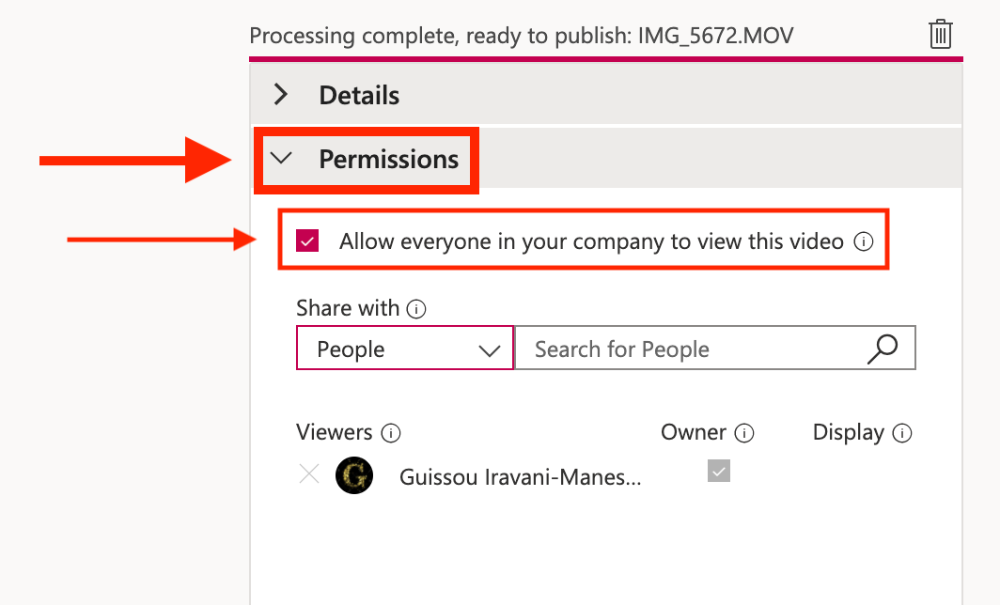 Processing complete, ready to publish: IMG_5672.MOV
Details
Permissions
Allow everyone in your company to view this video
Share with
People Search for People
Viewers Owner Display
G Guissou Iravani-Manes...